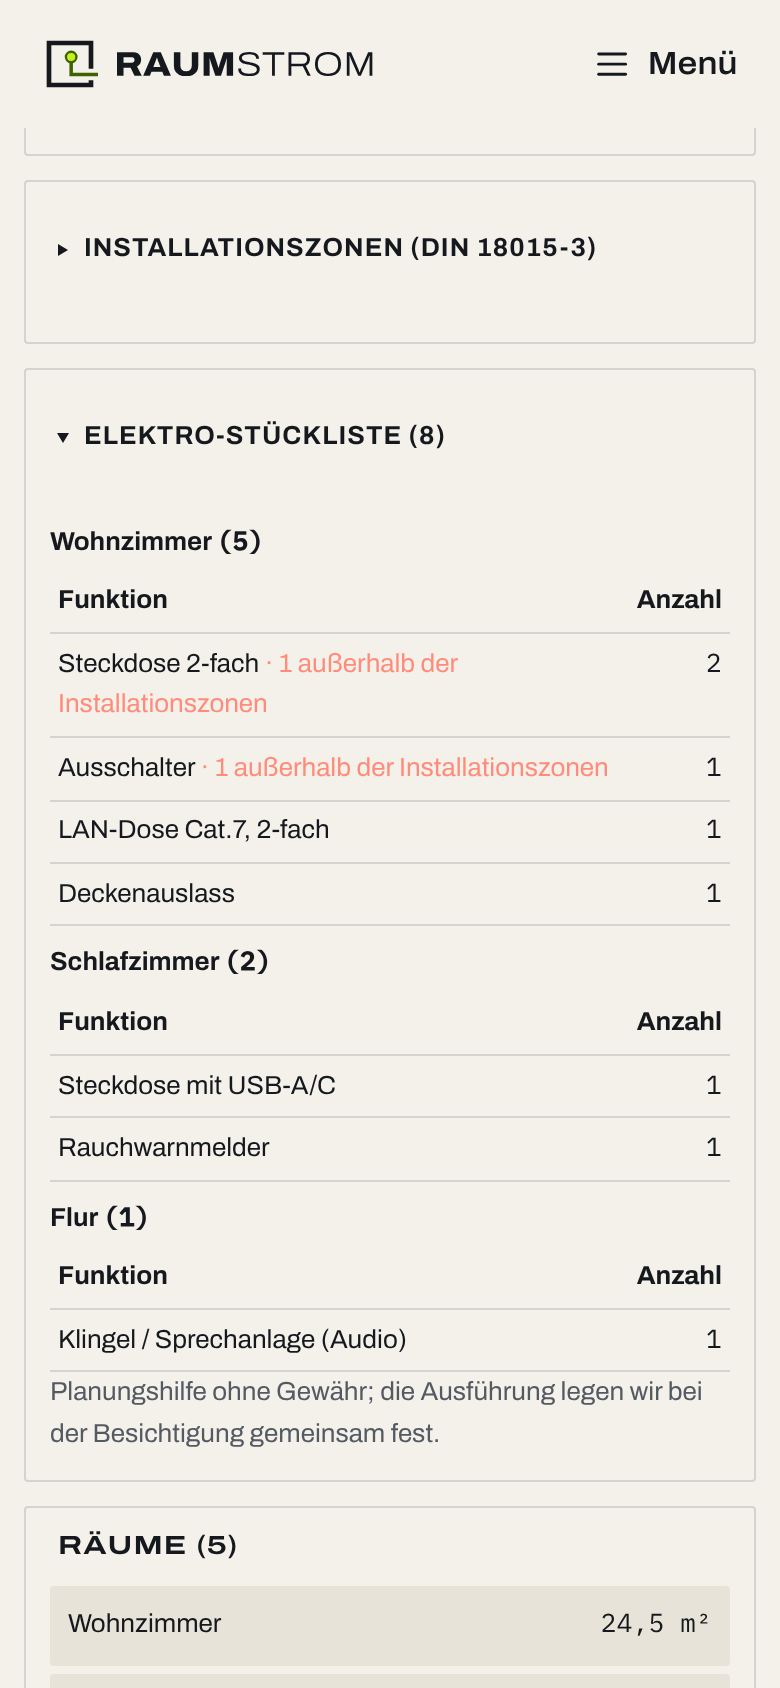 RAUMSTROM
Menü
INSTALLATIONSZONEN (DIN 18015-3)
ELEKTRO-STÜCKLISTE (8)
Wohnzimmer (5)
Funktion Anzahl
Steckdose 2-fach · 1 außerhalb der 2
Installationszonen
Ausschalter · 1 außerhalb der Installationszonen 1
LAN-Dose Cat.7, 2-fach 1
Deckenauslass 1
Schlafzimmer (2)
Funktion Anzahl
Steckdose mit USB-A/C 1
Rauchwarnmelder 1
Flur (1)
Funktion Anzahl
Klingel / Sprechanlage (Audio) 1
Planungshilfe ohne Gewähr; die Ausführung legen wir bei
der Besichtigung gemeinsam fest.
RÄUME (5)
Wohnzimmer 24,5 m²